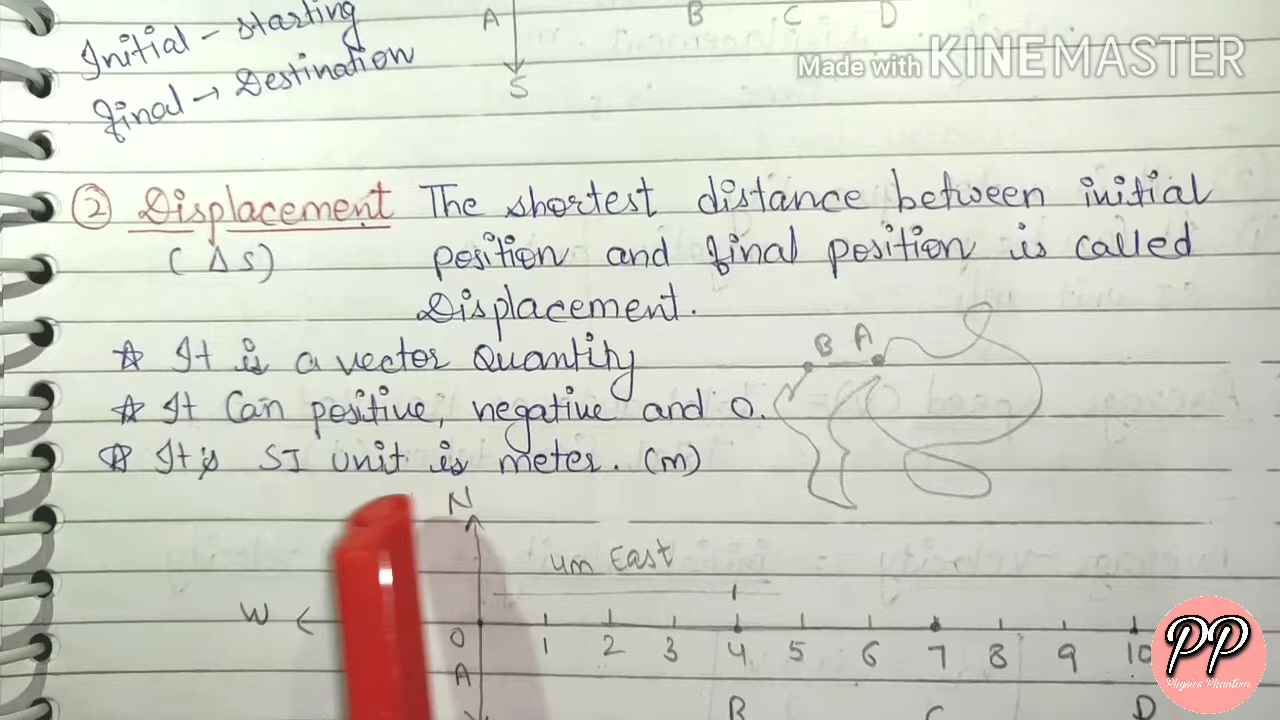 A B C D
S
Made with KINEMASTER
Initial - starting
final → Destination
② Displacement The shortest distance between initial
(Δs) position and final position is called
Displacement.
☆ It is a vector Quantity
☆ It Can positive, negative and 0.
☆ It's SI unit is meter. (m)
B A
N
4m East
W
0 1 2 3 4 5 6 7 8 9 10
A B C D
PP
Physics Phantom